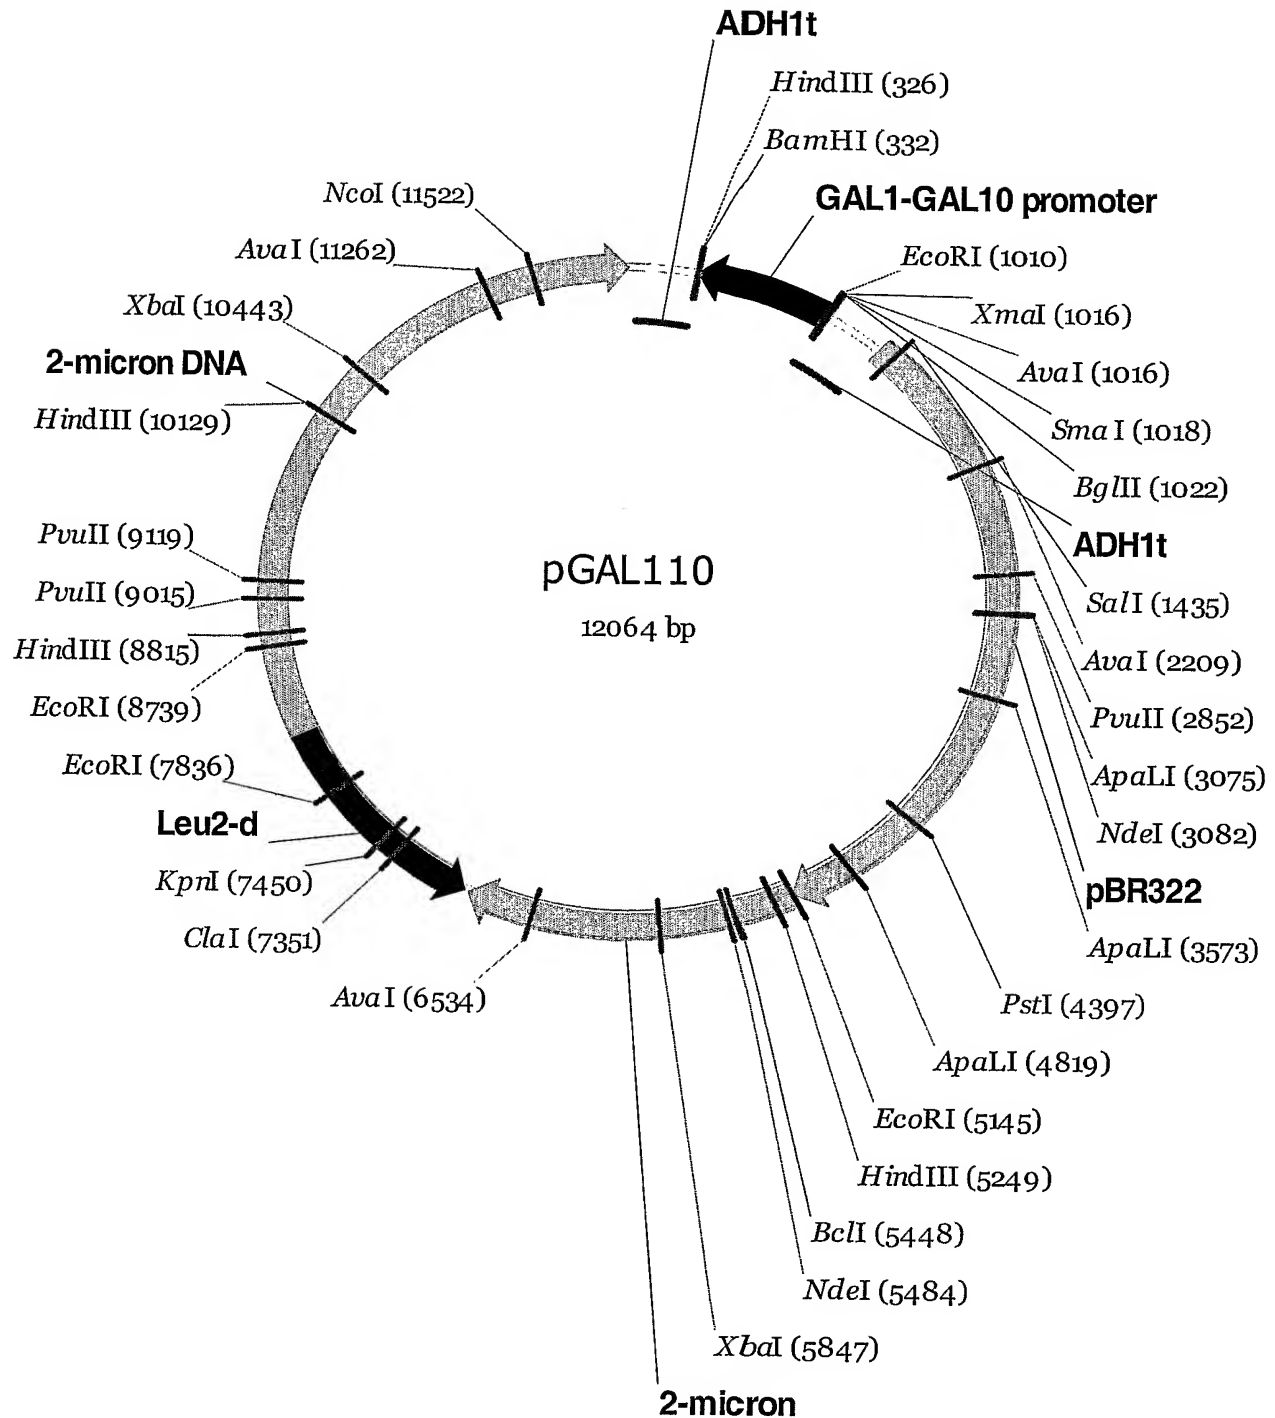 ADH1t
HindIII (326)
BamHI (332)
GAL1-GAL10 promoter
EcoRI (1010)
XmaI (1016)
AvaI (1016)
SmaI (1018)
BglII (1022)
ADH1t
SalI (1435)
AvaI (2209)
PvuII (2852)
ApaLI (3075)
NdeI (3082)
pBR322
ApaLI (3573)
PstI (4397)
ApaLI (4819)
EcoRI (5145)
HindIII (5249)
BclI (5448)
NdeI (5484)
XbaI (5847)
2-micron
AvaI (6534)
ClaI (7351)
KpnI (7450)
Leu2-d
EcoRI (7836)
EcoRI (8739)
HindIII (8815)
PvuII (9015)
PvuII (9119)
HindIII (10129)
2-micron DNA
XbaI (10443)
AvaI (11262)
NcoI (11522)
pGAL110
12064 bp